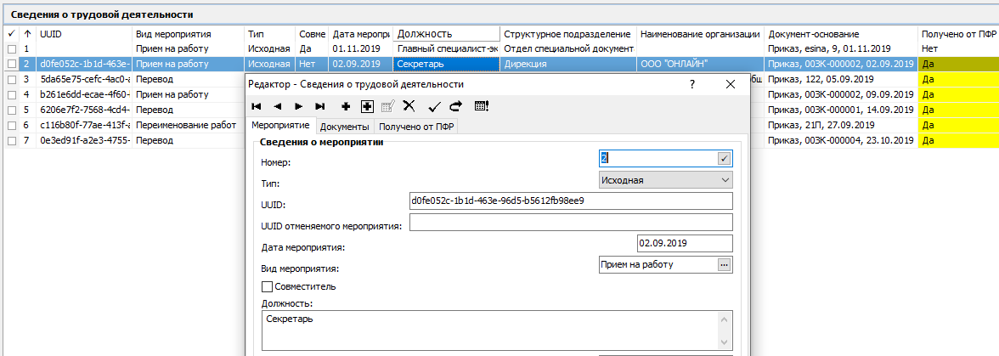 Сведения о трудовой деятельности
✓ ↑ UUID Вид мероприятия Тип Совме Дата меропр Должность Структурное подразделение Наименование организации Документ-основание Получено от ПФР
1 Прием на работу Исходная Да 01.11.2019 Главный специалист-эк Отдел специальной документ Приказ, esina, 9, 01.11.2019 Нет
2 d0fe052c-1b1d-463e- Прием на работу Исходная Нет 02.09.2019 Секретарь Дирекция ООО "ОНЛАЙН" Приказ, 003К-000002, 02.09.2019 Да
3 5da65e75-cefc-4ac0-a Перевод общ Приказ, 122, 05.09.2019 Да
4 b261e6dd-ecae-4f60-b Прием на работу Приказ, 003К-000002, 09.09.2019 Да
5 6206e7f2-7568-4cd4- Перевод Приказ, 003К-000001, 14.09.2019 Да
6 c116b80f-77ae-413f-a Переименование работ Приказ, 21П, 27.09.2019 Да
7 0e3ed91f-a2e3-4755- Перевод Приказ, 003К-000004, 23.10.2019 Да
Редактор - Сведения о трудовой деятельности ? ×
Мероприятие Документы Получено от ПФР
Сведения о мероприятии
Номер: 2
Тип: Исходная
UUID: d0fe052c-1b1d-463e-96d5-b5612fb98ee9
UUID отменяемого мероприятия:
Дата мероприятия: 02.09.2019
Вид мероприятия: Прием на работу ...
Совместитель
Должность:
Секретарь